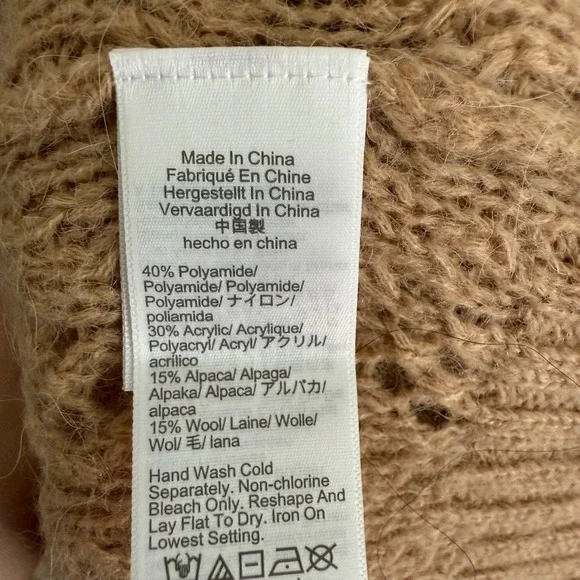 Made In China
Fabriqué En Chine
Hergestellt In China
Vervaardigd In China
中国製
hecho en china
40% Polyamide/
Polyamide/ Polyamide/
Polyamide/ ナイロン/
poliamida
30% Acrylic/ Acrylique/
Polyacryl/ Acryl/ アクリル/
acrílico
15% Alpaca/ Alpaga/
Alpaka/ Alpaca/ アルパカ/
alpaca
15% Wool/ Laine/ Wolle/
Wol/ 毛/ lana
Hand Wash Cold
Separately. Non-chlorine
Bleach Only. Reshape And
Lay Flat To Dry. Iron On
Lowest Setting.